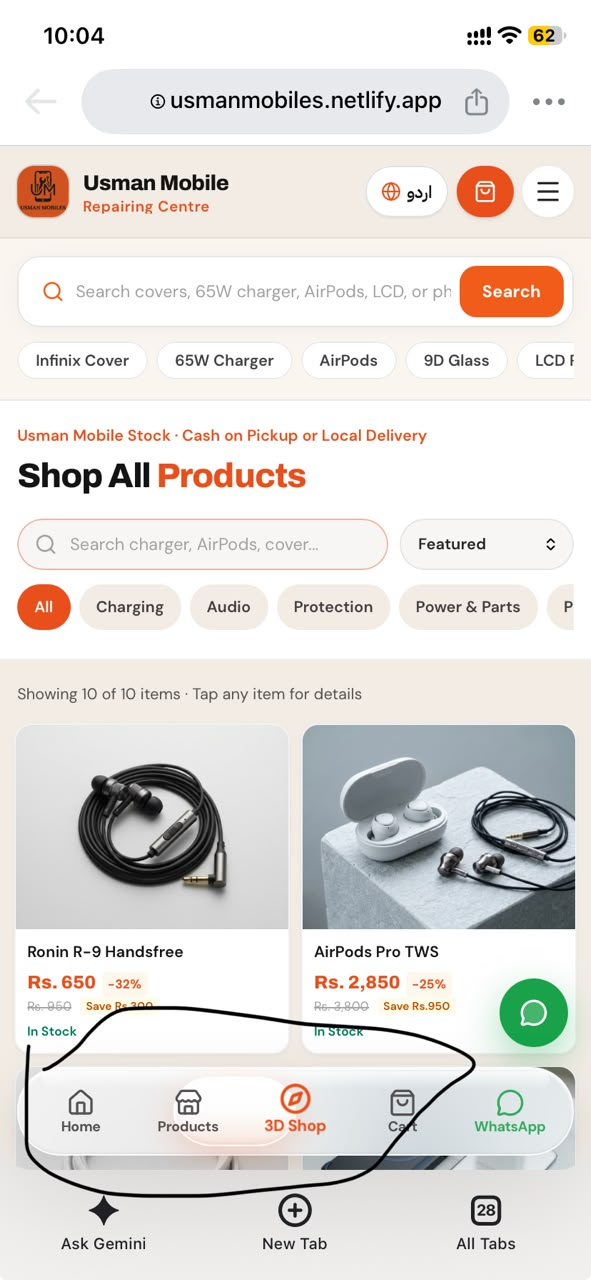 10:04
62
usmanmobiles.netlify.app
USMAN MOBILES
Usman Mobile
Repairing Centre
اردو
Search covers, 65W charger, AirPods, LCD, or ph
Search
Infinix Cover
65W Charger
AirPods
9D Glass
LCD
Usman Mobile Stock · Cash on Pickup or Local Delivery
Shop All Products
Search charger, AirPods, cover...
Featured
All
Charging
Audio
Protection
Power & Parts
P
Showing 10 of 10 items · Tap any item for details
Ronin R-9 Handsfree
Rs. 650 -32%
Rs. 950 Save Rs.300
In Stock
AirPods Pro TWS
Rs. 2,850 -25%
Rs. 3,800 Save Rs.950
In Stock
Home
Products
3D Shop
Cart
WhatsApp
Ask Gemini
New Tab
28
All Tabs